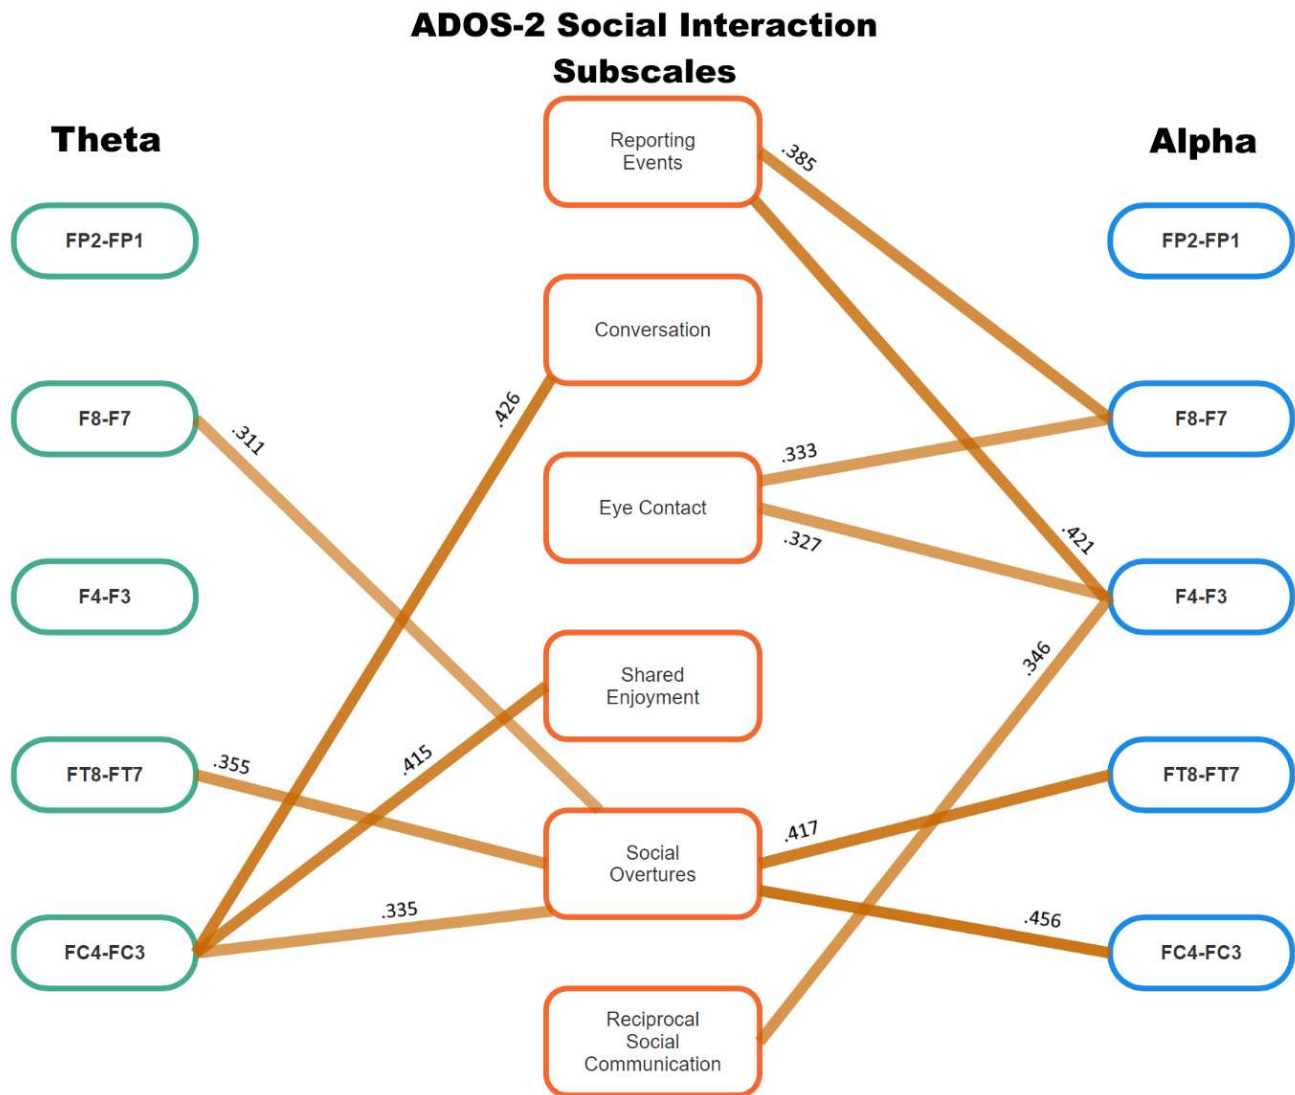 ADOS-2 Social Interaction
Subscales
Theta
Alpha
Reporting
Events
.385
FP2-FP1
FP2-FP1
Conversation
.426
F8-F7
.311
F8-F7
.333
Eye Contact
.327
.421
F4-F3
F4-F3
.346
Shared
Enjoyment
.415
FT8-FT7
.355
FT8-FT7
.417
Social
Overtures
.335
.456
FC4-FC3
FC4-FC3
Reciprocal
Social
Communication